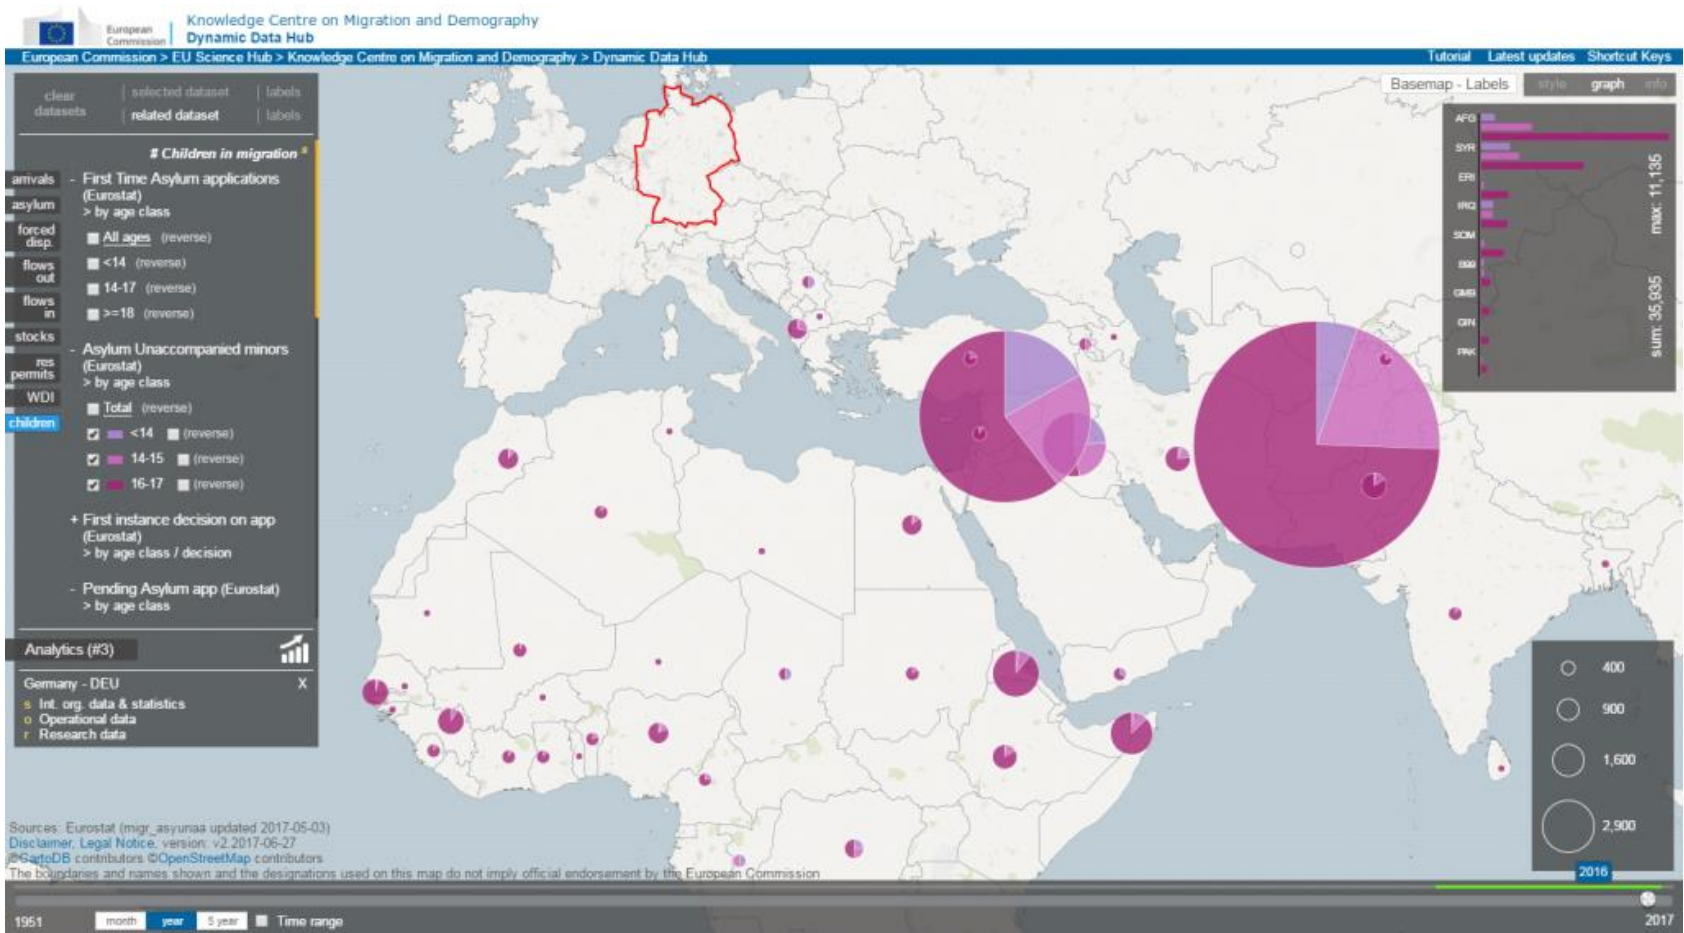 European
Commission
Knowledge Centre on Migration and Demography
Dynamic Data Hub
European Commission > EU Science Hub > Knowledge Centre on Migration and Demography > Dynamic Data Hub
Tutorial Latest updates Shortcut Keys
clear
datasets
selected dataset | labels
related dataset | labels
# Children in migration s
arrivals
asylum
forced
disp.
flows
out
flows
in
stocks
res
permits
WDI
children
- First Time Asylum applications
(Eurostat)
> by age class
All ages (reverse)
<14 (reverse)
14-17 (reverse)
>=18 (reverse)
- Asylum Unaccompanied minors
(Eurostat)
> by age class
Total (reverse)
<14 (reverse)
14-15 (reverse)
16-17 (reverse)
+ First instance decision on app
(Eurostat)
> by age class / decision
- Pending Asylum app (Eurostat)
> by age class
Analytics (#3)
Germany - DEU X
s Int. org. data & statistics
o Operational data
r Research data
Basemap - Labels
style graph info
AFG
SYR
ERI
IRQ
SOM
GMB
GIN
PAK
max: 11,135
sum: 35,935
400
900
1,600
2,900
Sources: Eurostat (migr_asyunaa updated 2017-05-03)
Disclaimer, Legal Notice, version: v2.2017-06-27
©CartoDB contributors ©OpenStreetMap contributors
The boundaries and names shown and the designations used on this map do not imply official endorsement by the European Commission
2016
1951 month year 5 year Time range 2017